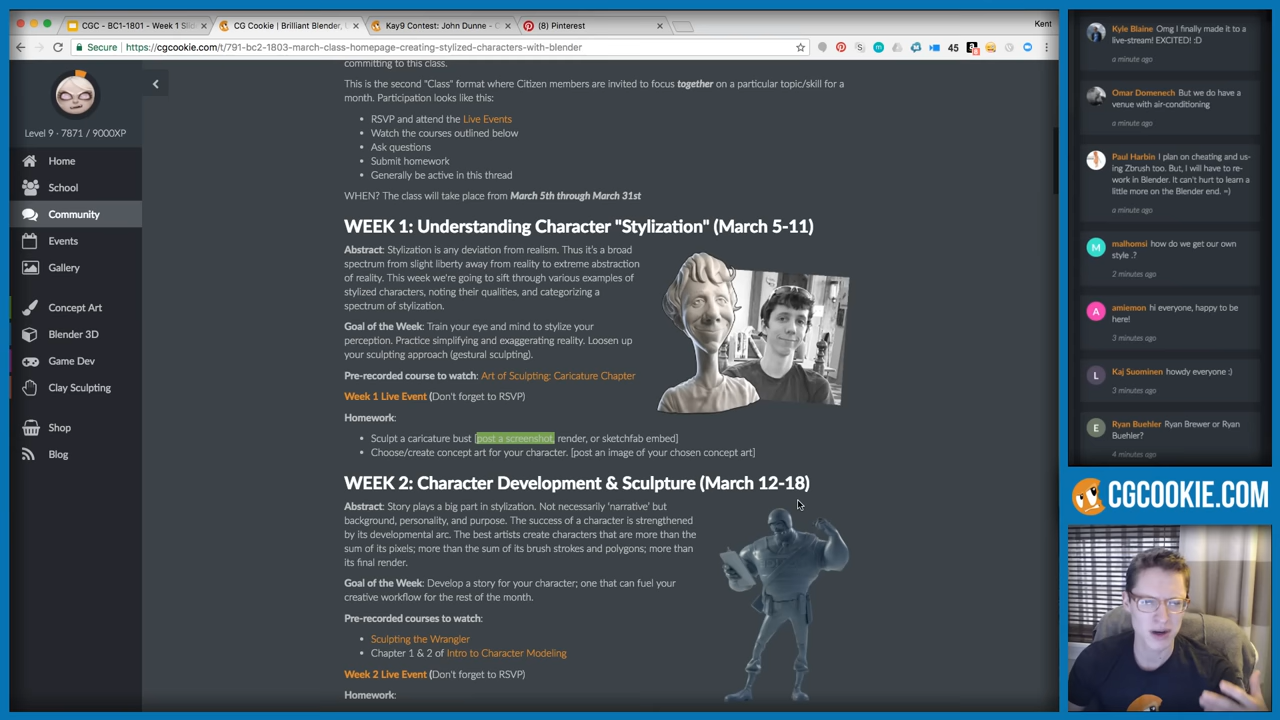 CGC - BC1-1801 - Week 1 Slid
CG Cookie | Brilliant Blender,
Kay9 Contest: John Dunne - Co
(8) Pinterest
Kent
Secure
https://cgcookie.com/t/791-bc2-1803-march-class-homepage-creating-stylized-characters-with-blender
45
Level 9 - 7871 / 9000XP
Home
School
Community
Events
Gallery
Concept Art
Blender 3D
Game Dev
Clay Sculpting
Shop
Blog
committing to this class.
This is the second "Class" format where Citizen members are invited to focus together on a particular topic/skill for a
month. Participation looks like this:
• RSVP and attend the Live Events
• Watch the courses outlined below
• Ask questions
• Submit homework
• Generally be active in this thread
WHEN? The class will take place from March 5th through March 31st
WEEK 1: Understanding Character "Stylization" (March 5-11)
Abstract: Stylization is any deviation from realism. Thus it's a broad
spectrum from slight liberty away from reality to extreme abstraction
of reality. This week we're going to sift through various examples of
stylized characters, noting their qualities, and categorizing a
spectrum of stylization.
Goal of the Week: Train your eye and mind to stylize your
perception. Practice simplifying and exaggerating reality. Loosen up
your sculpting approach (gestural sculpting).
Pre-recorded course to watch: Art of Sculpting: Caricature Chapter
Week 1 Live Event (Don't forget to RSVP)
Homework:
• Sculpt a caricature bust [post a screenshot, render, or sketchfab embed]
• Choose/create concept art for your character. [post an image of your chosen concept art]
WEEK 2: Character Development & Sculpture (March 12-18)
Abstract: Story plays a big part in stylization. Not necessarily 'narrative' but
background, personality, and purpose. The success of a character is strengthened
by its developmental arc. The best artists create characters that are more than the
sum of its pixels; more than the sum of its brush strokes and polygons; more than
its final render.
Goal of the Week: Develop a story for your character; one that can fuel your
creative workflow for the rest of the month.
Pre-recorded courses to watch:
• Sculpting the Wrangler
• Chapter 1 & 2 of Intro to Character Modeling
Week 2 Live Event (Don't forget to RSVP)
Homework:
Kyle Blaine Omg I finally made it to a
live-stream! EXCITED! :D
a minute ago
Omar Domenech But we do have a
venue with air-conditioning
a minute ago
Paul Harbin I plan on cheating and us-
ing Zbrush too. But, I will have to re-
work in Blender. It can't hurt to learn a
little more on the Blender end. =)
a minute ago
M
malhomsi how do we get our own
style .?
2 minutes ago
A
amiemon hi everyone, happy to be
here!
3 minutes ago
L
Kaj Suominen howdy everyone :)
3 minutes ago
E
Ryan Buehler Ryan Brewer or Ryan
Buehler?
4 minutes ago
CGCOOKIE.COM